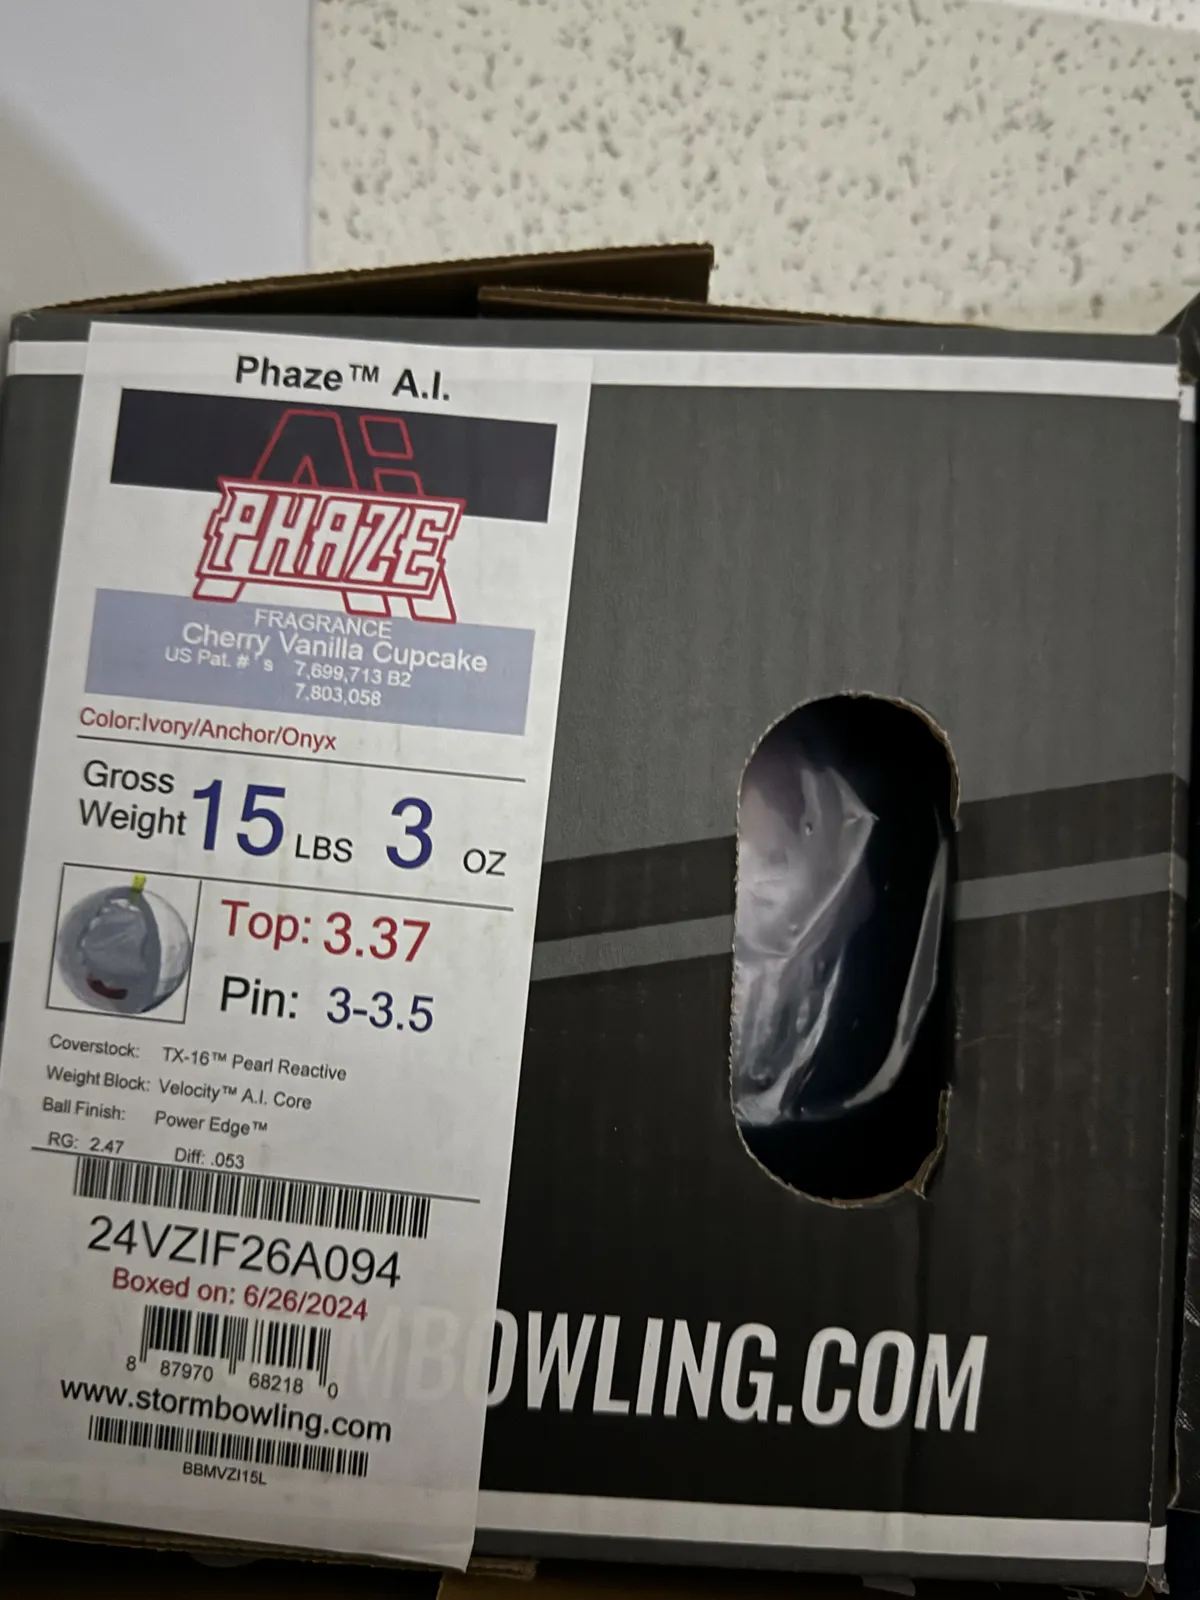 Phaze™ A.I.
AI
PHAZE
FRAGRANCE
Cherry Vanilla Cupcake
US Pat. # 's 7,699,713 B2
7,803,058
Color:Ivory/Anchor/Onyx
Gross Weight 15 LBS 3 OZ
Top: 3.37
Pin: 3-3.5
Coverstock: TX-16™ Pearl Reactive
Weight Block: Velocity™ A.I. Core
Ball Finish: Power Edge™
RG: 2.47 Diff: .053
24VZIF26A094
Boxed on: 6/26/2024
8 87970 68218 0
www.stormbowling.com
BBMVZI15L
MBOWLING.COM